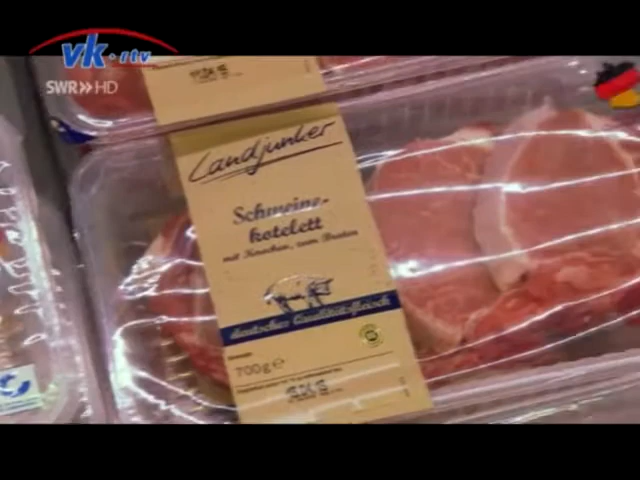 vk.rtv
SWR»HD
Landjunker
Schweine-
kotelett
mit Knochen, zum Braten
deutsches Qualitätsfleisch
700g e